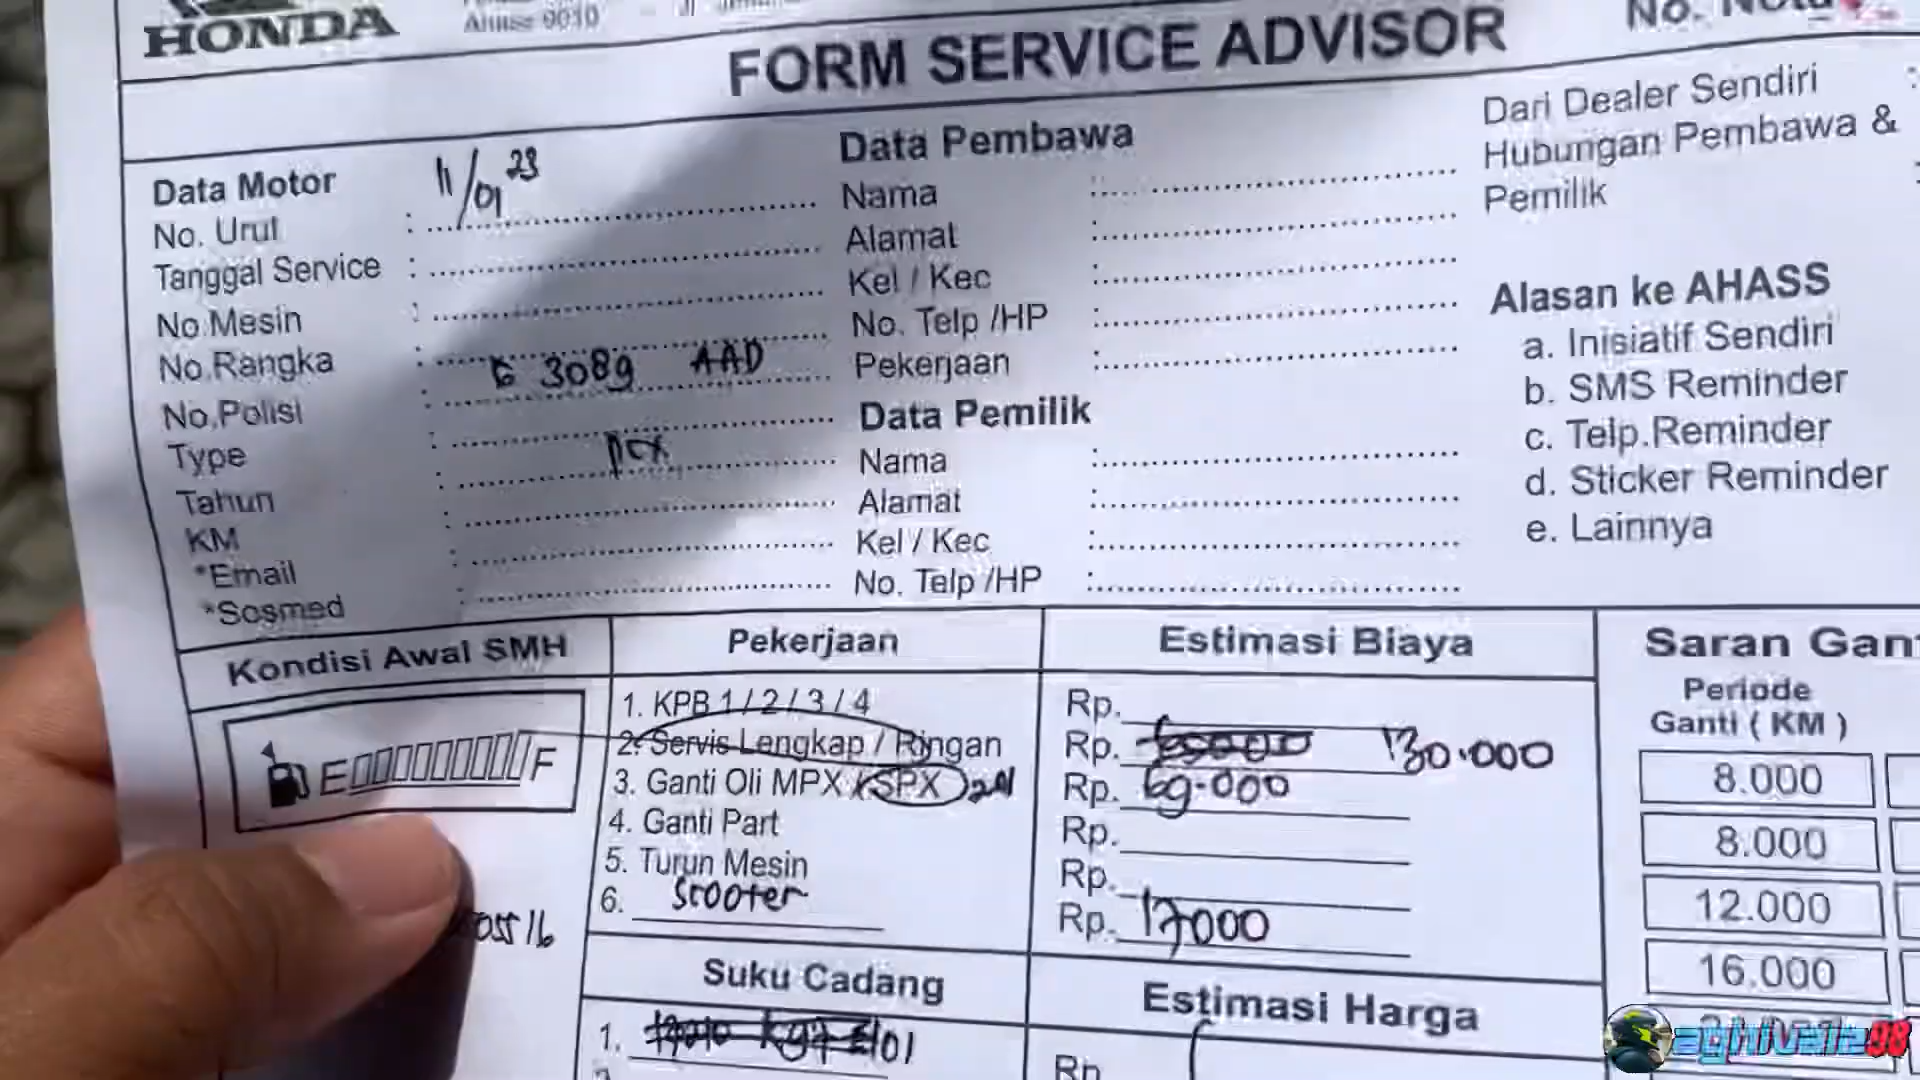 HONDA
Ahass 9010
No. Nota
FORM SERVICE ADVISOR
Data Motor
11/01 23
No. Urut :
Tanggal Service :
No.Mesin :
No.Rangka :
No.Polisi : G 3089 AAD
Type :
PCX
Tahun :
KM :
*Email :
*Sosmed :
Data Pembawa
Nama :
Alamat :
Kel / Kec :
No. Telp /HP :
Pekerjaan :
Data Pemilik
Nama :
Alamat :
Kel / Kec :
No. Telp /HP :
Dari Dealer Sendiri :
Hubungan Pembawa &
Pemilik
Alasan ke AHASS
a. Inisiatif Sendiri
b. SMS Reminder
c. Telp.Reminder
d. Sticker Reminder
e. Lainnya
Kondisi Awal SMH
E F
Pekerjaan
1. KPB 1 / 2 / 3 / 4
2. Servis Lengkap / Ringan
3. Ganti Oli MPX / SPX
4. Ganti Part
5. Turun Mesin
6. Scooter
Estimasi Biaya
Rp.
Rp. 130.000
Rp. 69.000
Rp.
Rp.
Rp. 17000
Saran Gan
Periode
Ganti ( KM )
8.000
8.000
12.000
16.000
Suku Cadang
1.
Estimasi Harga
Rp